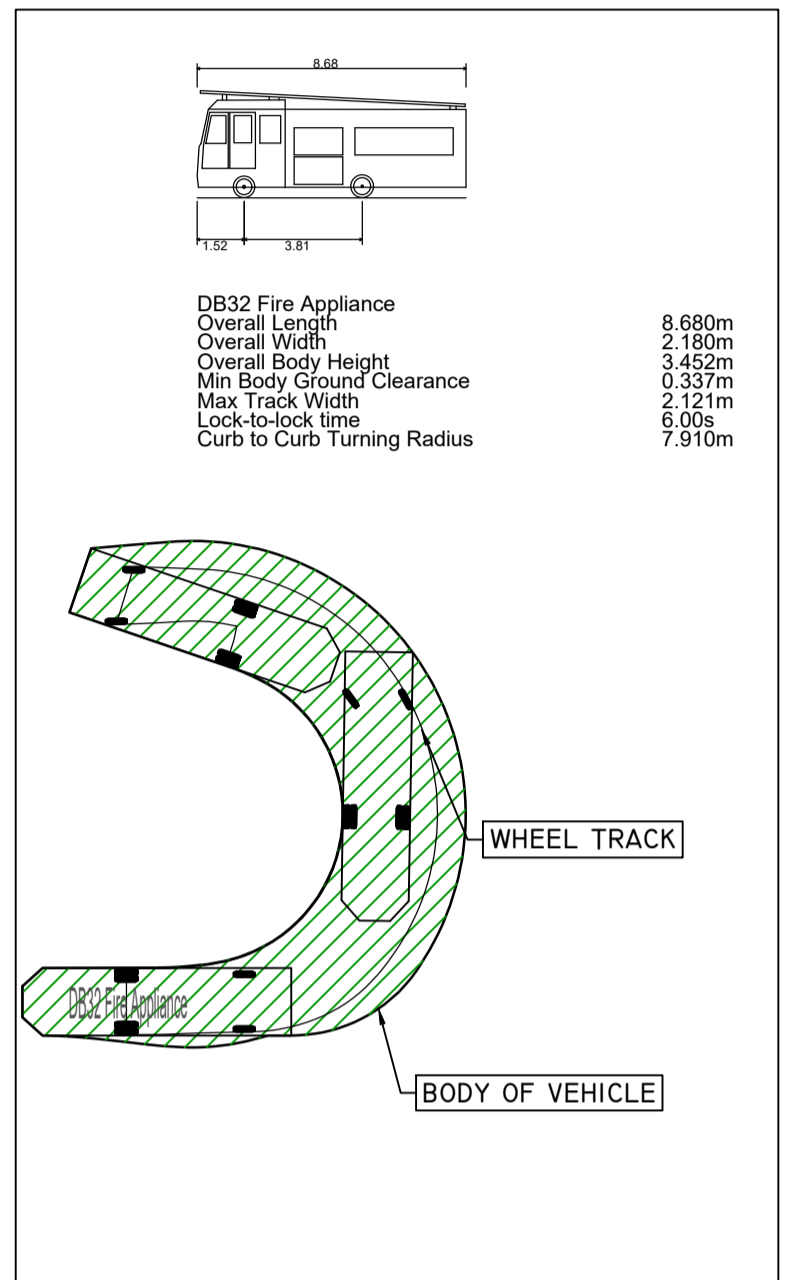 8.68
1.52 3.81
DB32 Fire Appliance
Overall Length 8.680m
Overall Width 2.180m
Overall Body Height 3.452m
Min Body Ground Clearance 0.337m
Max Track Width 2.121m
Lock-to-lock time 6.00s
Curb to Curb Turning Radius 7.910m
WHEEL TRACK
DB32 Fire Appliance
BODY OF VEHICLE